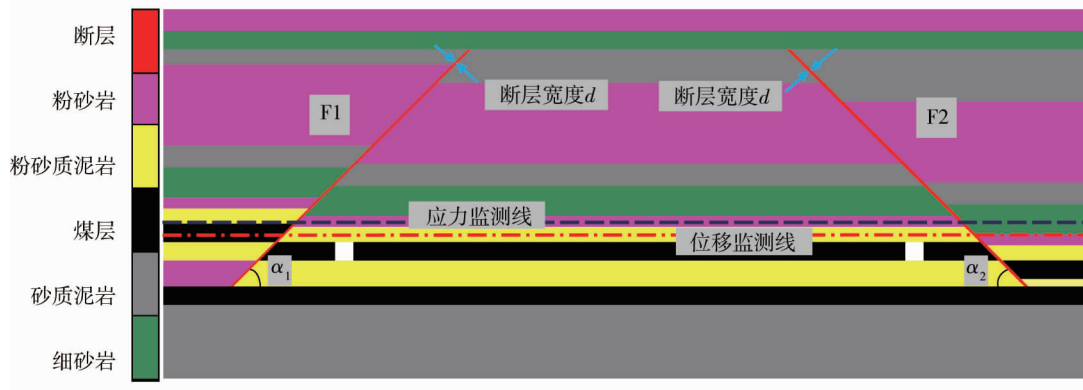 断层
粉砂岩
粉砂质泥岩
煤层
砂质泥岩
细砂岩
断层宽度d
断层宽度d
F1
F2
应力监测线
位移监测线
α₁
α₂